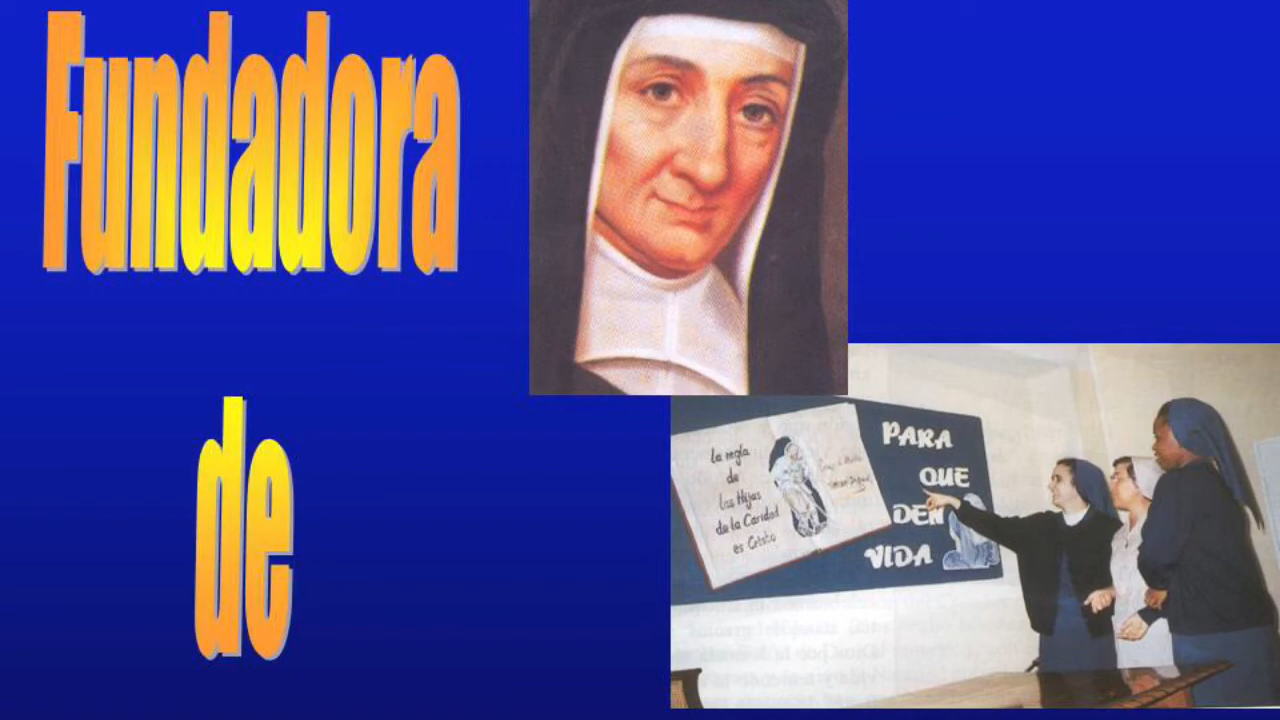 Fundadora
de
la regla
de
las Hijas
de la Caridad
es Cristo
PARA
QUE
DEN
VIDA